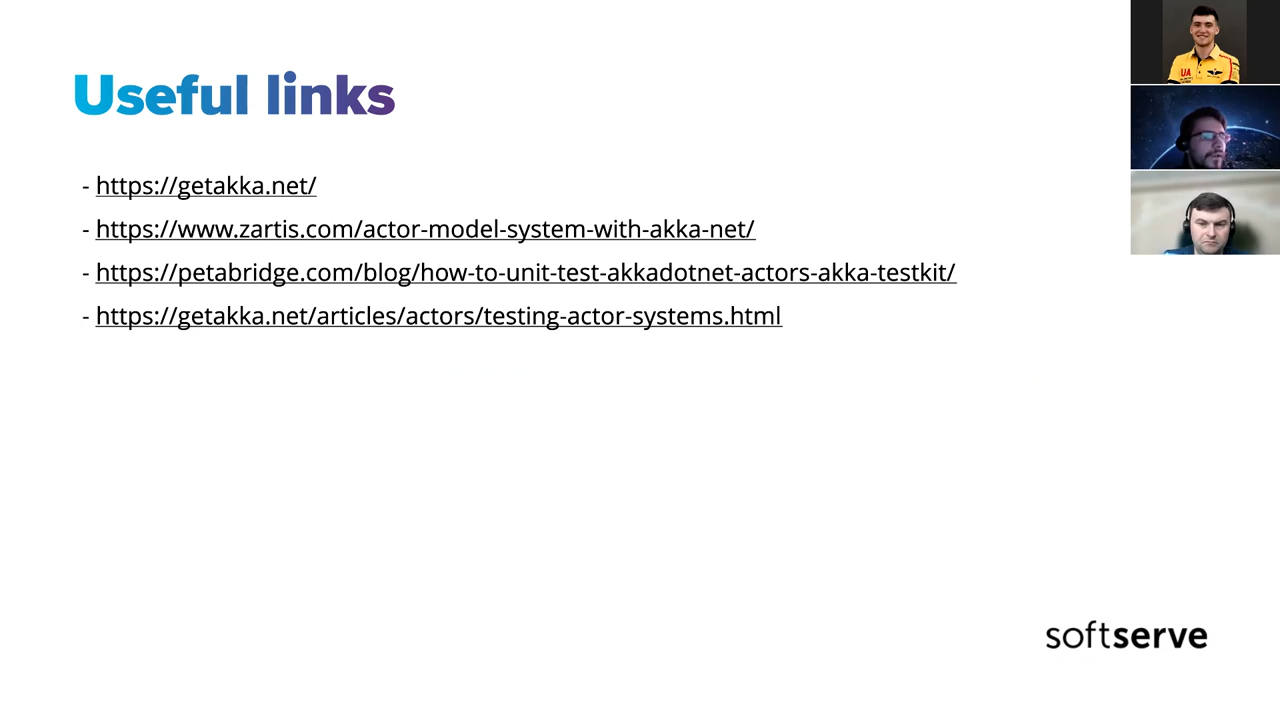 Useful links
- https://getakka.net/
- https://www.zartis.com/actor-model-system-with-akka-net/
- https://petabridge.com/blog/how-to-unit-test-akkadotnet-actors-akka-testkit/
- https://getakka.net/articles/actors/testing-actor-systems.html
UA
softserve